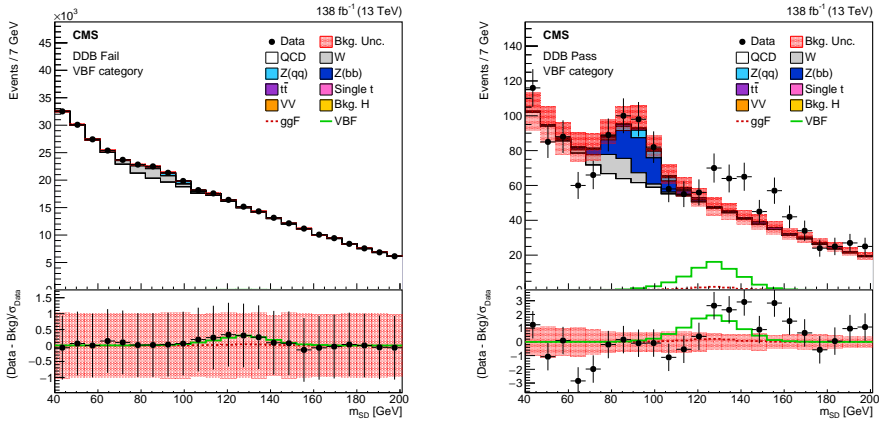 ×10³
138 fb⁻¹ (13 TeV)
Events / 7 GeV
CMS
DDB Fail
VBF category
Data
Bkg. Unc.
QCD
W
Z(qq)
Z(bb)
tt̄
Single t
VV
Bkg. H
ggF
VBF
45
40
35
30
25
20
15
10
5
0
(Data - Bkg)/σData
1.5
1
0.5
0
−0.5
−1
40 60 80 100 120 140 160 180 200
mSD [GeV]
138 fb⁻¹ (13 TeV)
Events / 7 GeV
CMS
DDB Pass
VBF category
Data
Bkg. Unc.
QCD
W
Z(qq)
Z(bb)
tt̄
Single t
VV
Bkg. H
ggF
VBF
140
120
100
80
60
40
20
0
(Data - Bkg)/σData
3
2
1
0
−1
−2
−3
40 60 80 100 120 140 160 180 200
mSD [GeV]